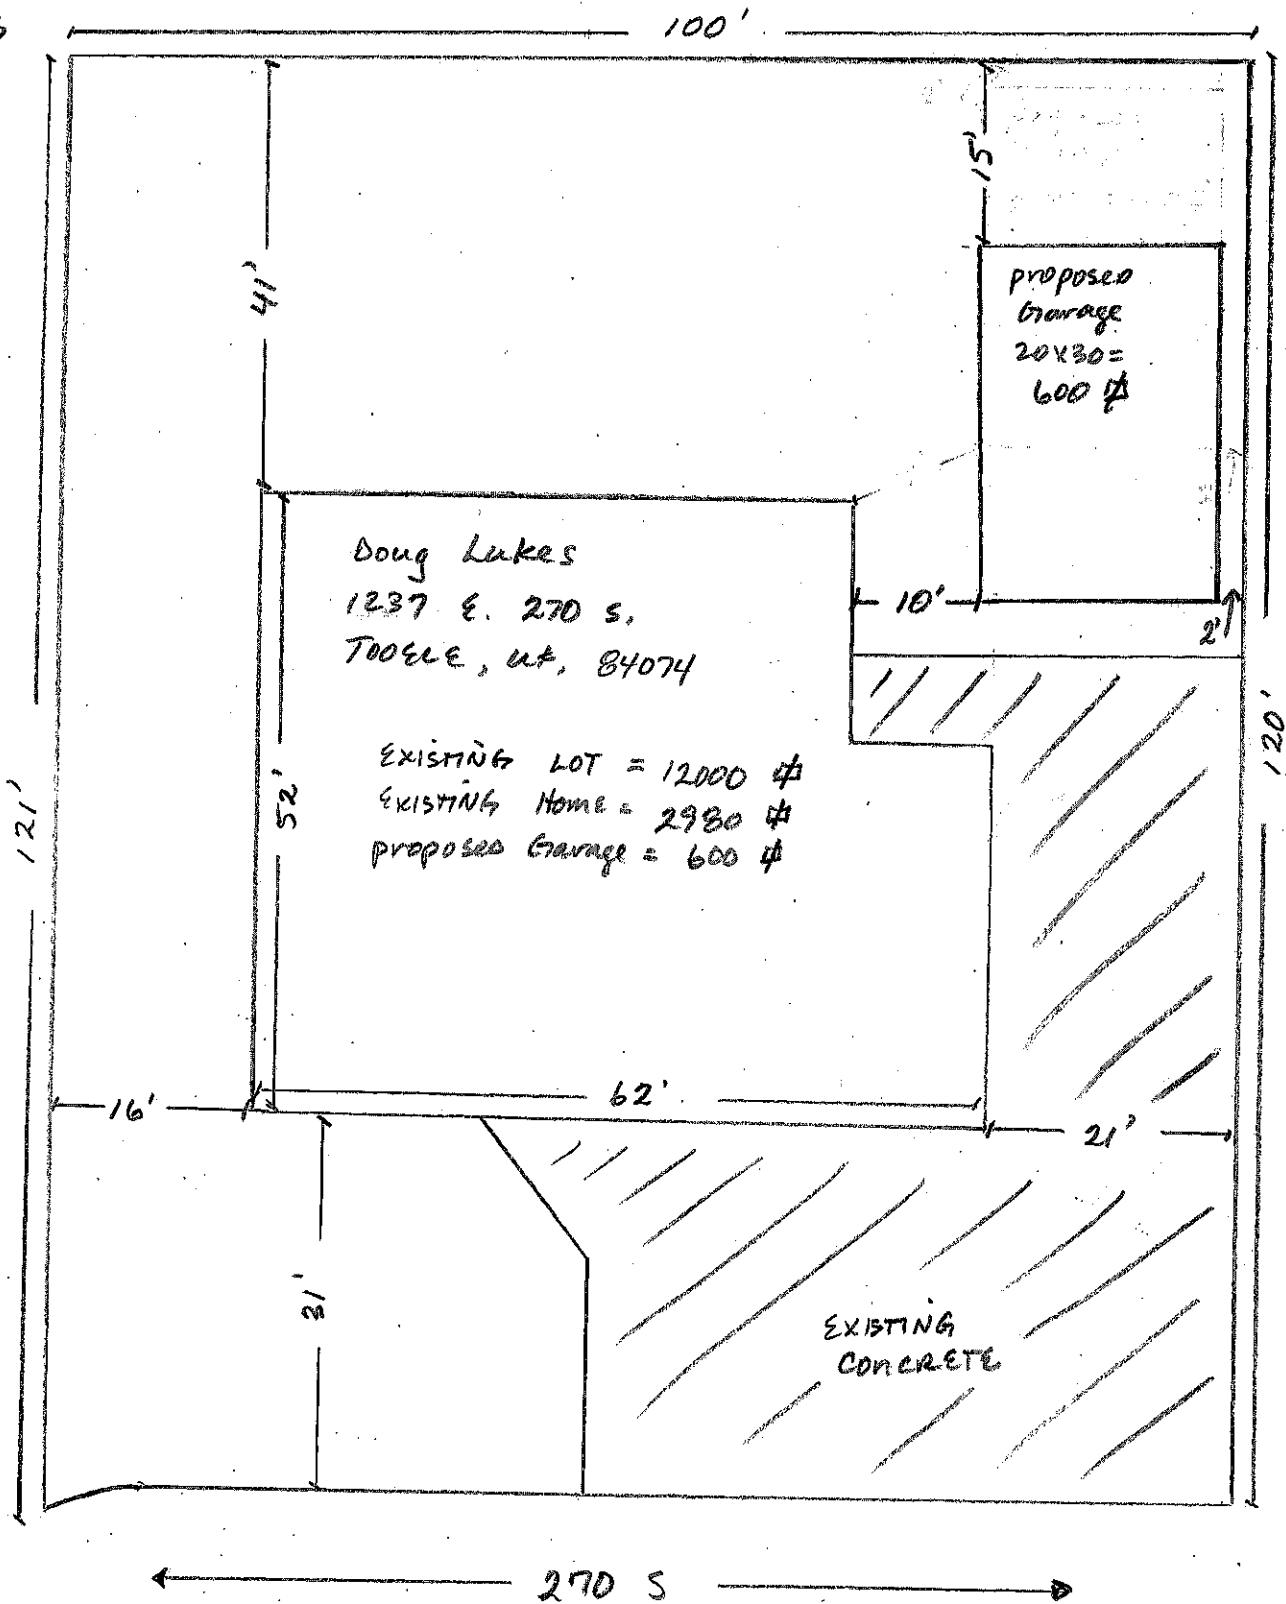 100'
15'
41'
proposed
Garage
20x30=
600 ⏍
Doug Lukes
1237 E. 270 S.
TOOELE, ut. 84074
10'
2'
EXISTING LOT = 12000 ⏍
EXISTING Home = 2980 ⏍
proposed Garage = 600 ⏍
52'
121'
120'
16'
62'
21'
31'
EXISTING
CONCRETE
270 S